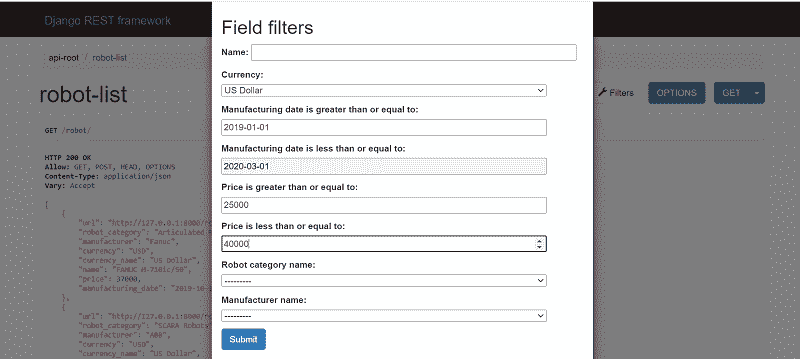 Django REST framework
Field filters
Name:
api-root / robot-list
Currency:
US Dollar
robot-list
Filters
OPTIONS
GET
Manufacturing date is greater than or equal to:
2019-01-01
GET /robot/
Manufacturing date is less than or equal to:
2020-03-01
HTTP 200 OK
Allow: GET, POST, HEAD, OPTIONS
Content-Type: application/json
Vary: Accept
Price is greater than or equal to:
25000
[
{
"url": "http://127.0.0.1:8000/
"robot_category": "Articulated
"manufacturer": "Fanuc",
"currency": "USD",
"currency_name": "US Dollar",
"price": 37000,
"manufacturing_date": "2019-10-
},
{
"url": "http://127.0.0.1:8000/
"robot_category": "SCARA Robots
"manufacturer": "ABB",
"currency": "USD",
"currency_name": "US Dollar",
Price is less than or equal to:
40000
Robot category name:
---------
Manufacturer name:
---------
Submit